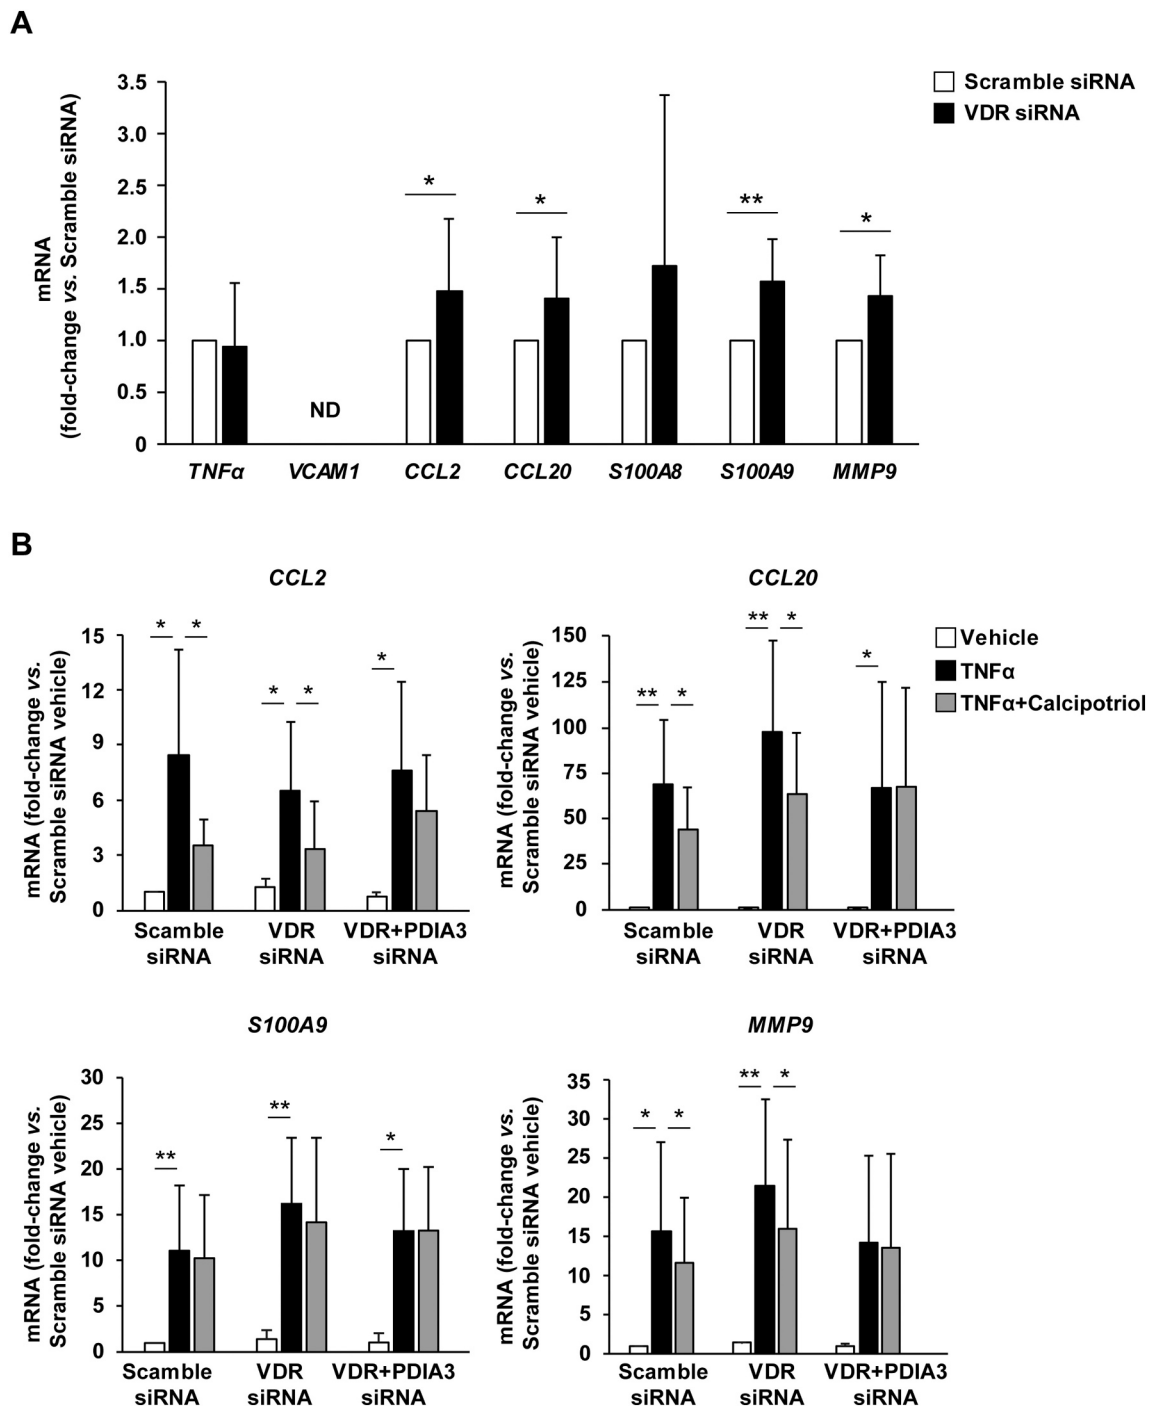 A
mRNA
(fold-change vs. Scramble siRNA)
3.5
3.0
2.5
2.0
1.5
1.0
0.5
0
Scramble siRNA
VDR siRNA
*
*
**
*
ND
TNFα VCAM1 CCL2 CCL20 S100A8 S100A9 MMP9
B
CCL2
mRNA (fold-change vs.
Scramble siRNA vehicle)
15
12
9
6
3
0
* *
* *
*
Scamble
siRNA
VDR
siRNA
VDR+PDIA3
siRNA
CCL20
mRNA (fold-change vs.
Scramble siRNA vehicle)
150
125
100
75
50
25
0
** *
** *
*
Scamble
siRNA
VDR
siRNA
VDR+PDIA3
siRNA
Vehicle
TNFα
TNFα+Calcipotriol
S100A9
mRNA (fold-change vs.
Scramble siRNA vehicle)
30
25
20
15
10
5
0
**
**
*
Scamble
siRNA
VDR
siRNA
VDR+PDIA3
siRNA
MMP9
mRNA (fold-change vs.
Scramble siRNA vehicle)
35
30
25
20
15
10
5
0
* *
** *
Scamble
siRNA
VDR
siRNA
VDR+PDIA3
siRNA